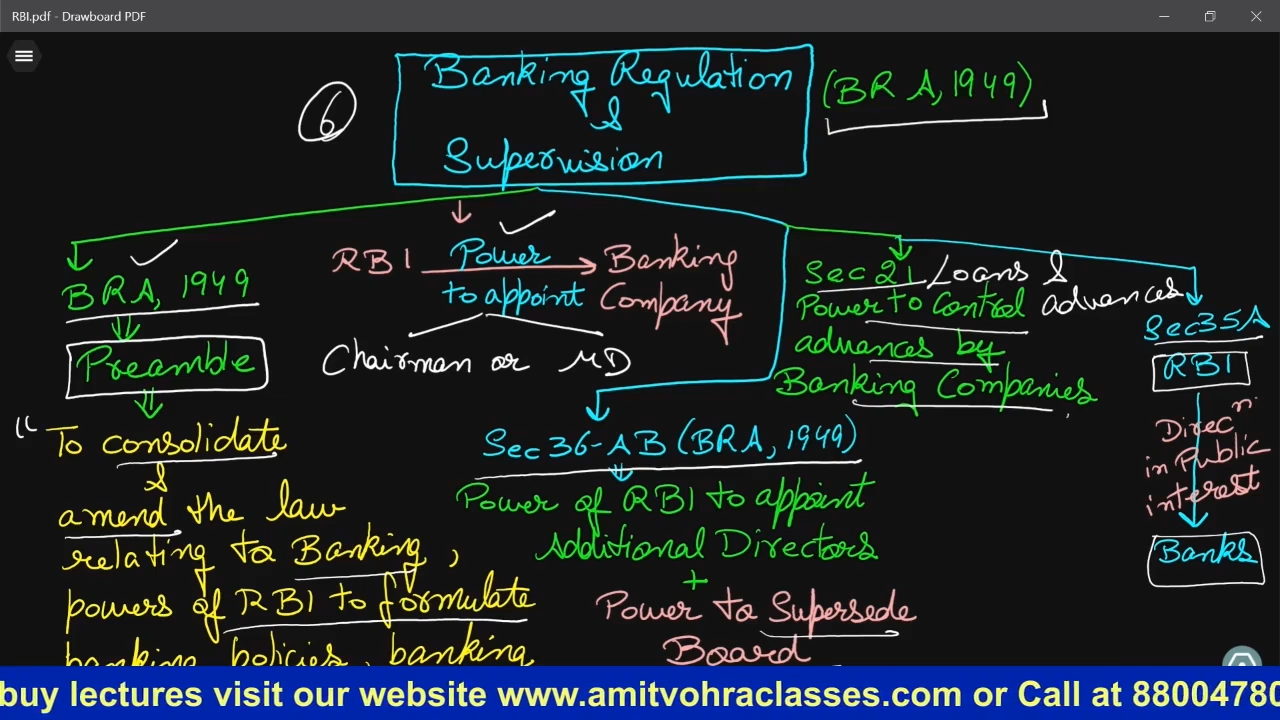 RBI.pdf - Drawboard PDF
6
Banking Regulation
&
Supervision
(BRA, 1949)
BRA, 1949
Preamble
"To consolidate
&
amend the law
relating to Banking,
powers of RBI to formulate
banking policies, banking
RBI Power Banking
to appoint Company
Chairman or MD
Sec 36-AB (BRA, 1949)
Power of RBI to appoint
Additional Directors
+
Power to Supersede
Board
Sec 21 Loans &
Power to Control advances
advances by
Banking Companies
Sec 35A
RBI
Direcn
in Public
interest
Banks
buy lectures visit our website www.amitvohraclasses.com or Call at 88004780